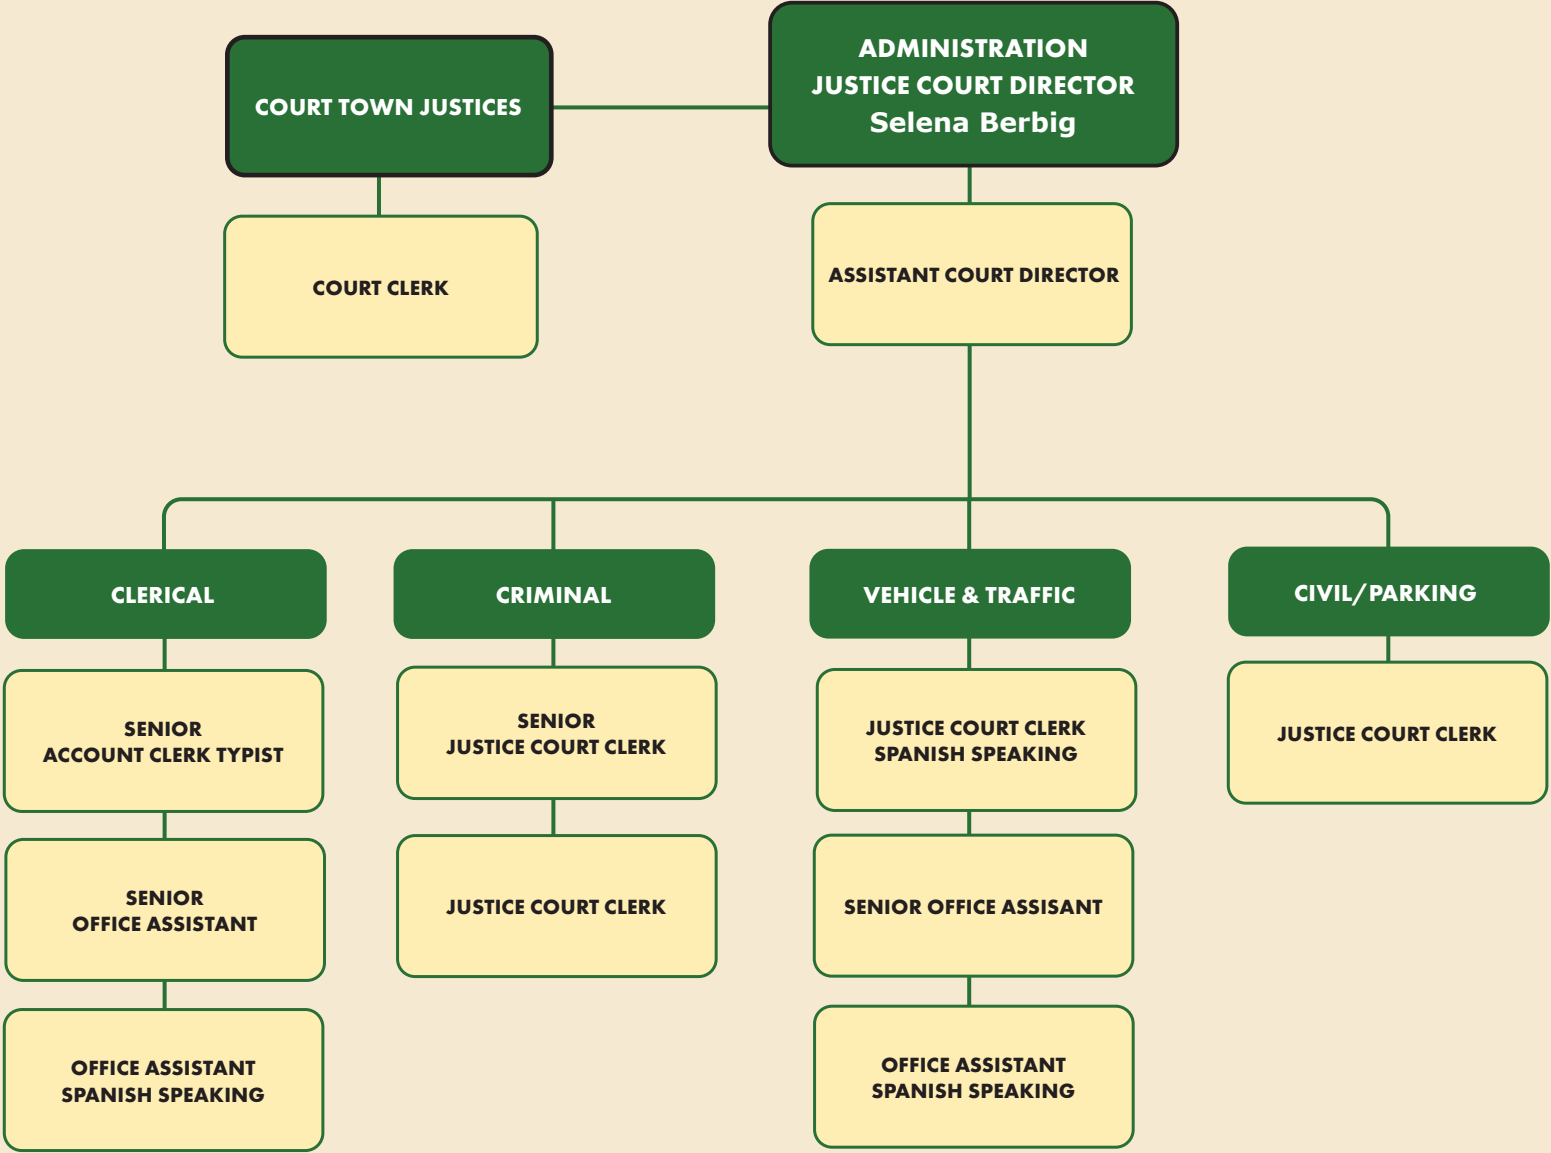 COURT TOWN JUSTICES
ADMINISTRATION
JUSTICE COURT DIRECTOR
Selena Berbig
COURT CLERK
ASSISTANT COURT DIRECTOR
CLERICAL
CRIMINAL
VEHICLE & TRAFFIC
CIVIL/PARKING
SENIOR
ACCOUNT CLERK TYPIST
SENIOR
JUSTICE COURT CLERK
JUSTICE COURT CLERK
SPANISH SPEAKING
JUSTICE COURT CLERK
SENIOR
OFFICE ASSISTANT
JUSTICE COURT CLERK
SENIOR OFFICE ASSISANT
OFFICE ASSISTANT
SPANISH SPEAKING
OFFICE ASSISTANT
SPANISH SPEAKING